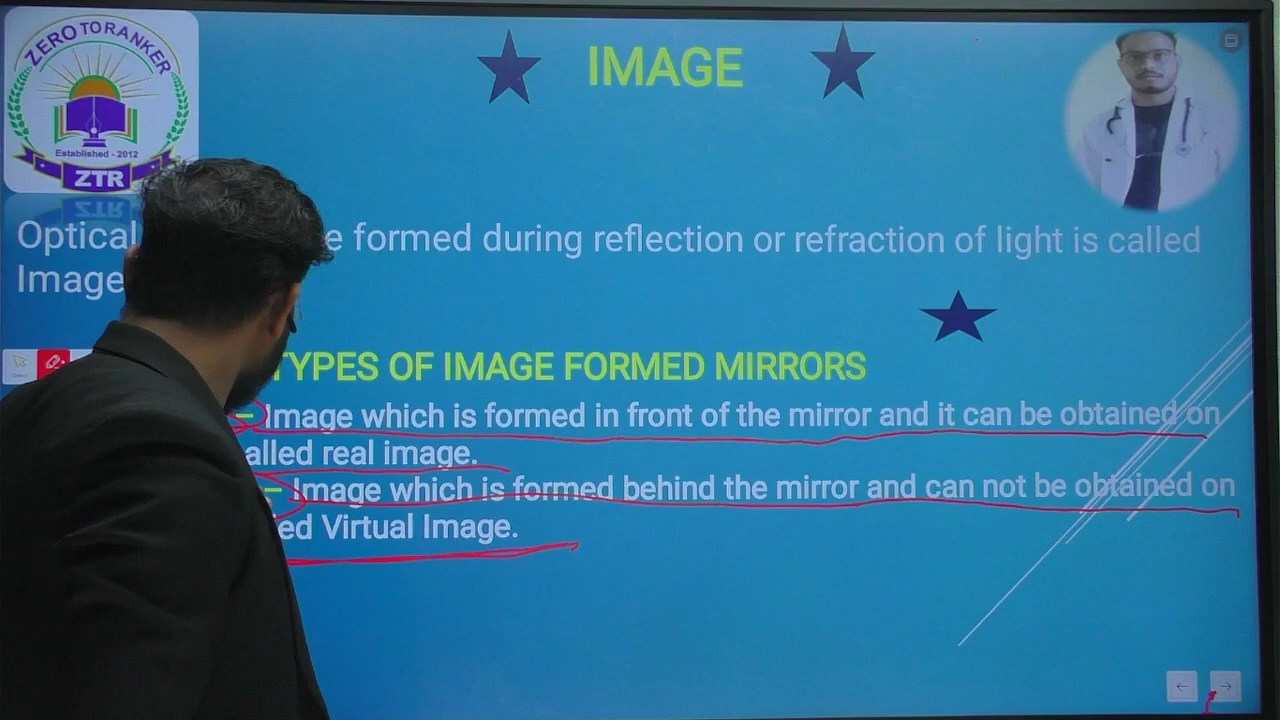 ZERO TO RANKER
Established - 2012
ZTR
IMAGE
Optical e formed during reflection or refraction of light is called
Image
TYPES OF IMAGE FORMED MIRRORS
– Image which is formed in front of the mirror and it can be obtained on
alled real image.
– Image which is formed behind the mirror and can not be obtained on
ed Virtual Image.